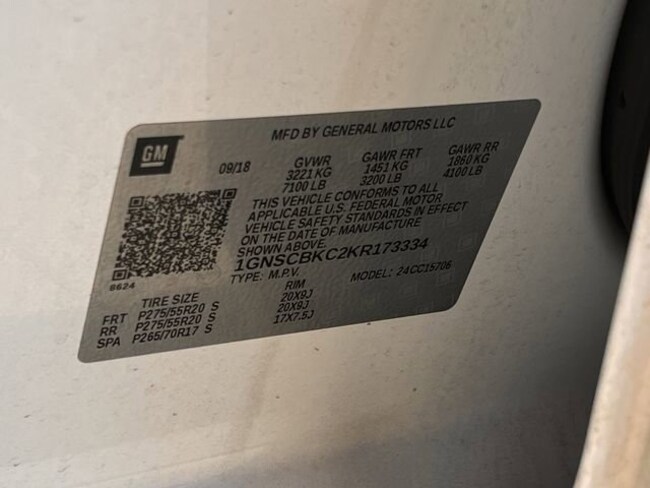 GM
MFD BY GENERAL MOTORS LLC
09/18
GVWR GAWR FRT GAWR RR
3221 KG 1451 KG 1860 KG
7100 LB 3200 LB 4100 LB
THIS VEHICLE CONFORMS TO ALL
APPLICABLE U.S. FEDERAL MOTOR
VEHICLE SAFETY STANDARDS IN EFFECT
ON THE DATE OF MANUFACTURE
SHOWN ABOVE.
1GNSCBKC2KR173334
TYPE: M.P.V. MODEL: 24 CC15706
8624
TIRE SIZE RIM
FRT P275/55R20 S 20X9J
RR P275/55R20 S 20X9J
SPA P265/70R17 S 17X7.5J